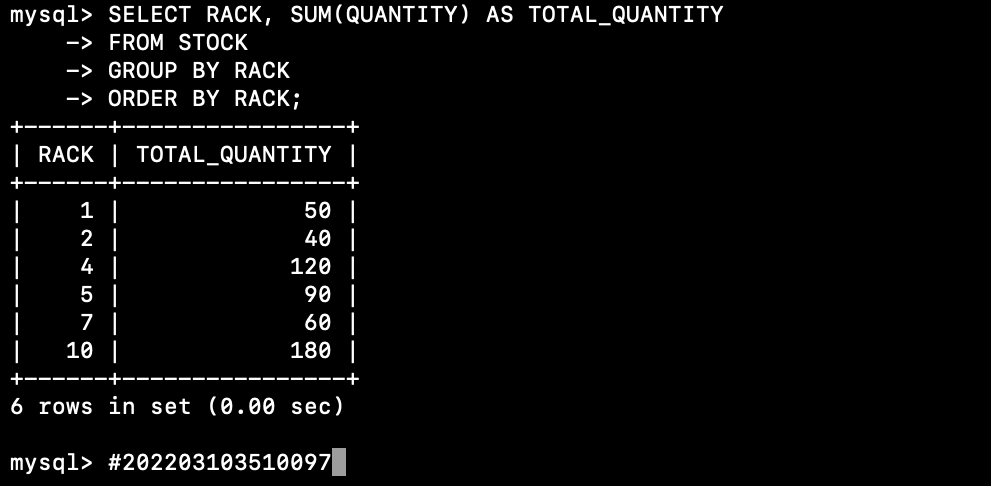 mysql> SELECT RACK, SUM(QUANTITY) AS TOTAL_QUANTITY
    -> FROM STOCK
    -> GROUP BY RACK
    -> ORDER BY RACK;
+------+----------------+
| RACK | TOTAL_QUANTITY |
+------+----------------+
|    1 |             50 |
|    2 |             40 |
|    4 |            120 |
|    5 |             90 |
|    7 |             60 |
|   10 |            180 |
+------+----------------+
6 rows in set (0.00 sec)

mysql> #202203103510097